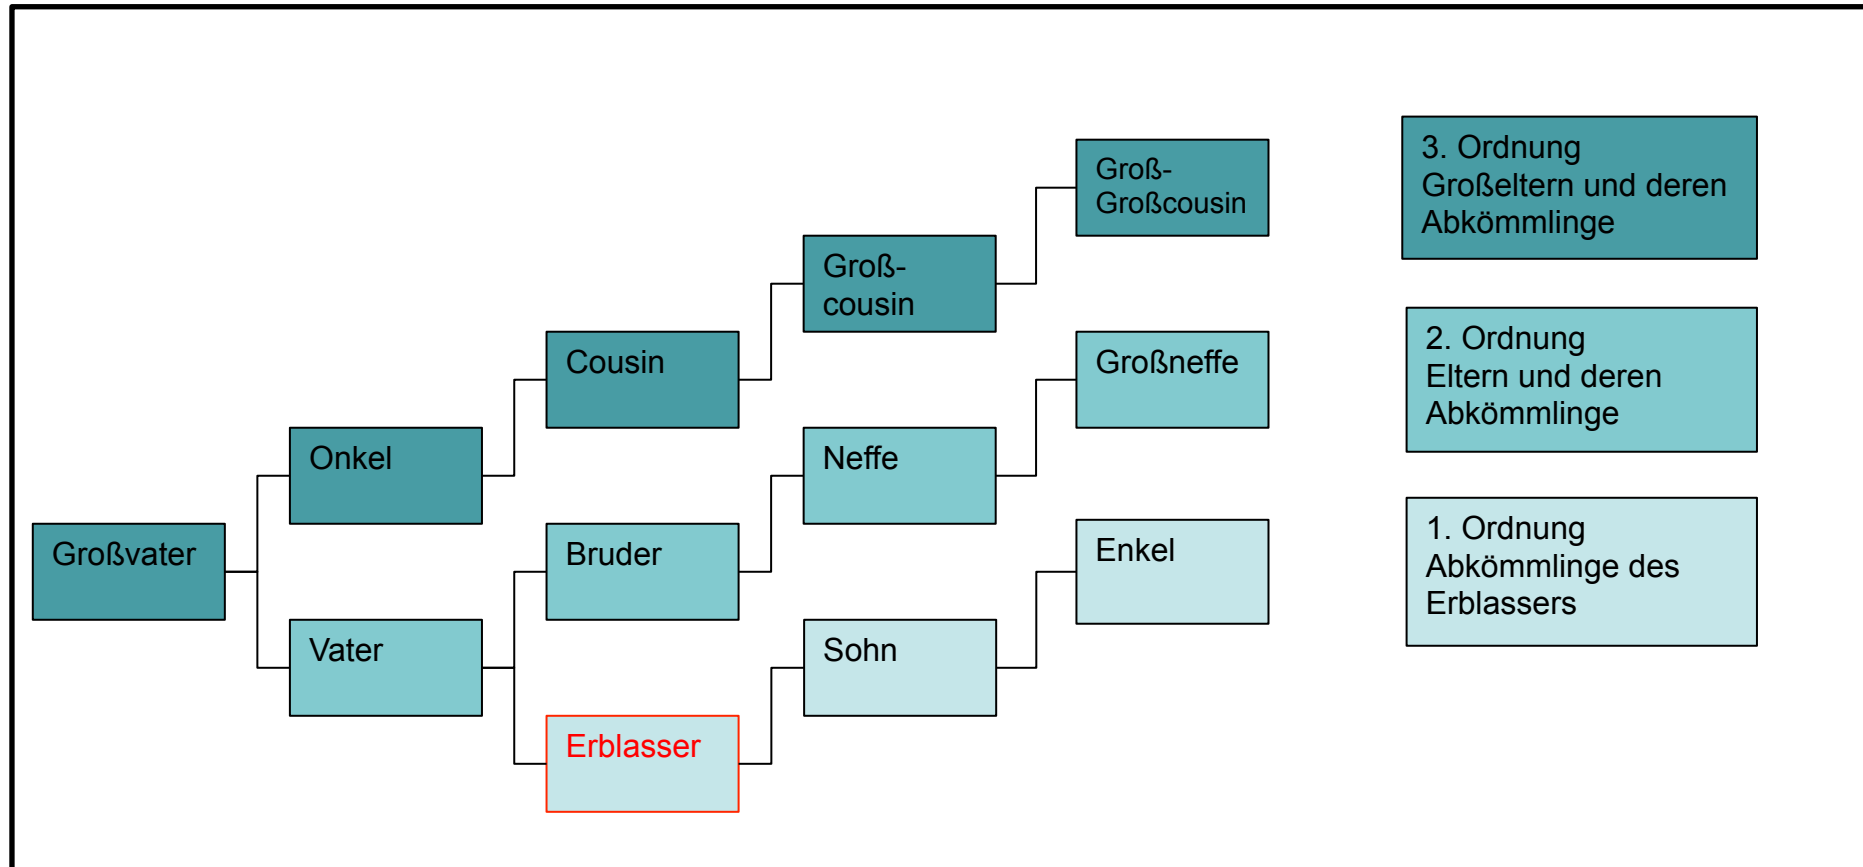 Groß-
Großcousin
3. Ordnung
Großeltern und deren
Abkömmlinge
Groß-
cousin
Cousin
Großneffe
2. Ordnung
Eltern und deren
Abkömmlinge
Onkel
Neffe
Großvater
Bruder
Enkel
1. Ordnung
Abkömmlinge des
Erblassers
Vater
Sohn
Erblasser